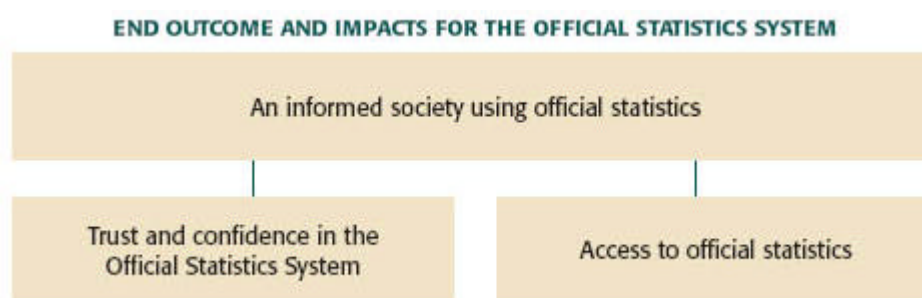 END OUTCOME AND IMPACTS FOR THE OFFICIAL STATISTICS SYSTEM
An informed society using official statistics
Trust and confidence in the
Official Statistics System
Access to official statistics